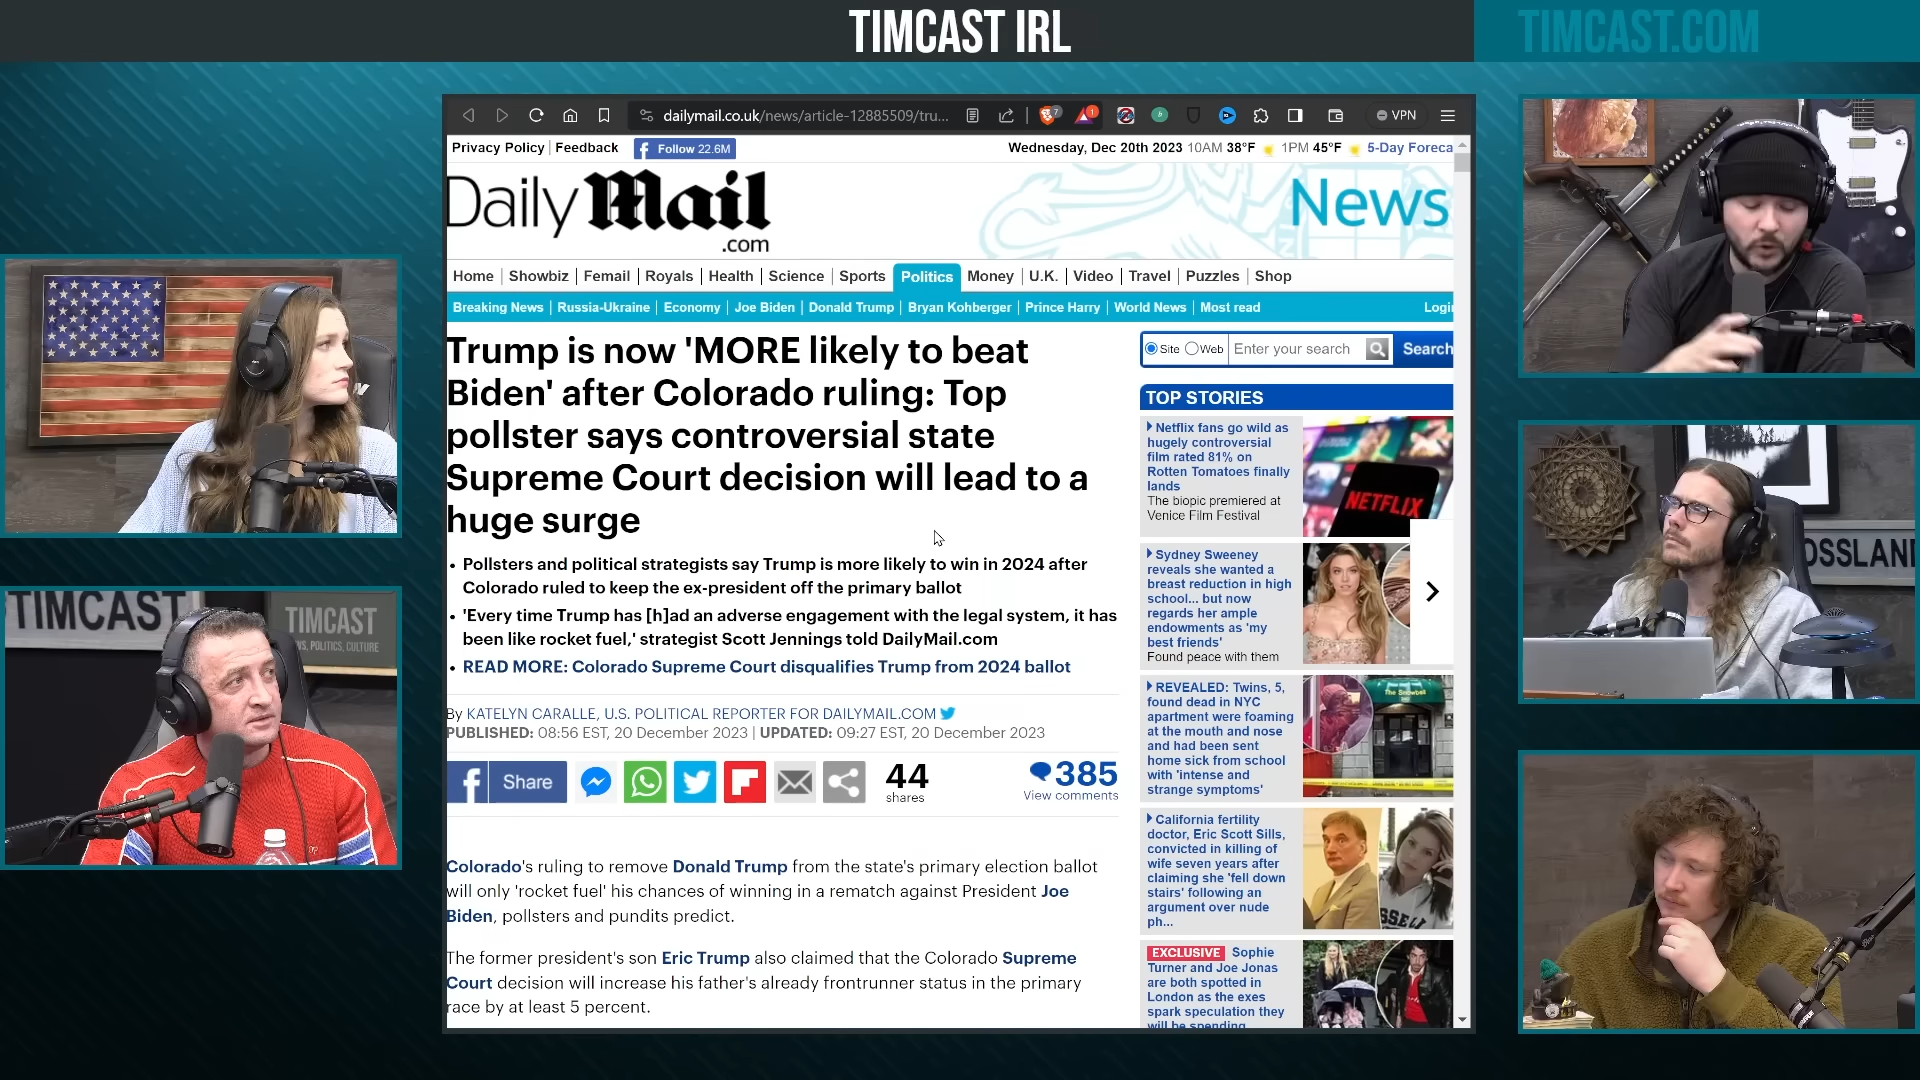 TIMCAST IRL
TIMCAST.COM
dailymail.co.uk/news/article-12885509/tru...
7
1
VPN
Privacy Policy | Feedback
Follow 22.6M
Wednesday, Dec 20th 2023 10AM 38°F 1PM 45°F 5-Day Foreca
Daily Mail
.com
News
Home | Showbiz | Femail | Royals | Health | Science | Sports | Politics | Money | U.K. | Video | Travel | Puzzles | Shop
Breaking News | Russia-Ukraine | Economy | Joe Biden | Donald Trump | Bryan Kohberger | Prince Harry | World News | Most read
Login
Trump is now 'MORE likely to beat
Biden' after Colorado ruling: Top
pollster says controversial state
Supreme Court decision will lead to a
huge surge
• Pollsters and political strategists say Trump is more likely to win in 2024 after
Colorado ruled to keep the ex-president off the primary ballot
• 'Every time Trump has [h]ad an adverse engagement with the legal system, it has
been like rocket fuel,' strategist Scott Jennings told DailyMail.com
• READ MORE: Colorado Supreme Court disqualifies Trump from 2024 ballot
By KATELYN CARALLE, U.S. POLITICAL REPORTER FOR DAILYMAIL.COM
PUBLISHED: 08:56 EST, 20 December 2023 | UPDATED: 09:27 EST, 20 December 2023
Share
44
shares
385
View comments
Colorado's ruling to remove Donald Trump from the state's primary election ballot
will only 'rocket fuel' his chances of winning in a rematch against President Joe
Biden, pollsters and pundits predict.
The former president's son Eric Trump also claimed that the Colorado Supreme
Court decision will increase his father's already frontrunner status in the primary
race by at least 5 percent.
Site Web Enter your search Search
TOP STORIES
Netflix fans go wild as
hugely controversial
film rated 81% on
Rotten Tomatoes finally
lands
The biopic premiered at
Venice Film Festival
NETFLIX
Sydney Sweeney
reveals she wanted a
breast reduction in high
school... but now
regards her ample
endowments as 'my
best friends'
Found peace with them
REVEALED: Twins, 5,
found dead in NYC
apartment were foaming
at the mouth and nose
and had been sent
home sick from school
with 'intense and
strange symptoms'
The Snowbell
California fertility
doctor, Eric Scott Sills,
convicted in killing of
wife seven years after
claiming she 'fell down
stairs' following an
argument over nude
ph...
SSELL
EXCLUSIVE Sophie
Turner and Joe Jonas
are both spotted in
London as the exes
spark speculation they
will be spending
TIMCAST
TIMCAST
NEWS, POLITICS, CULTURE
OSSLAN